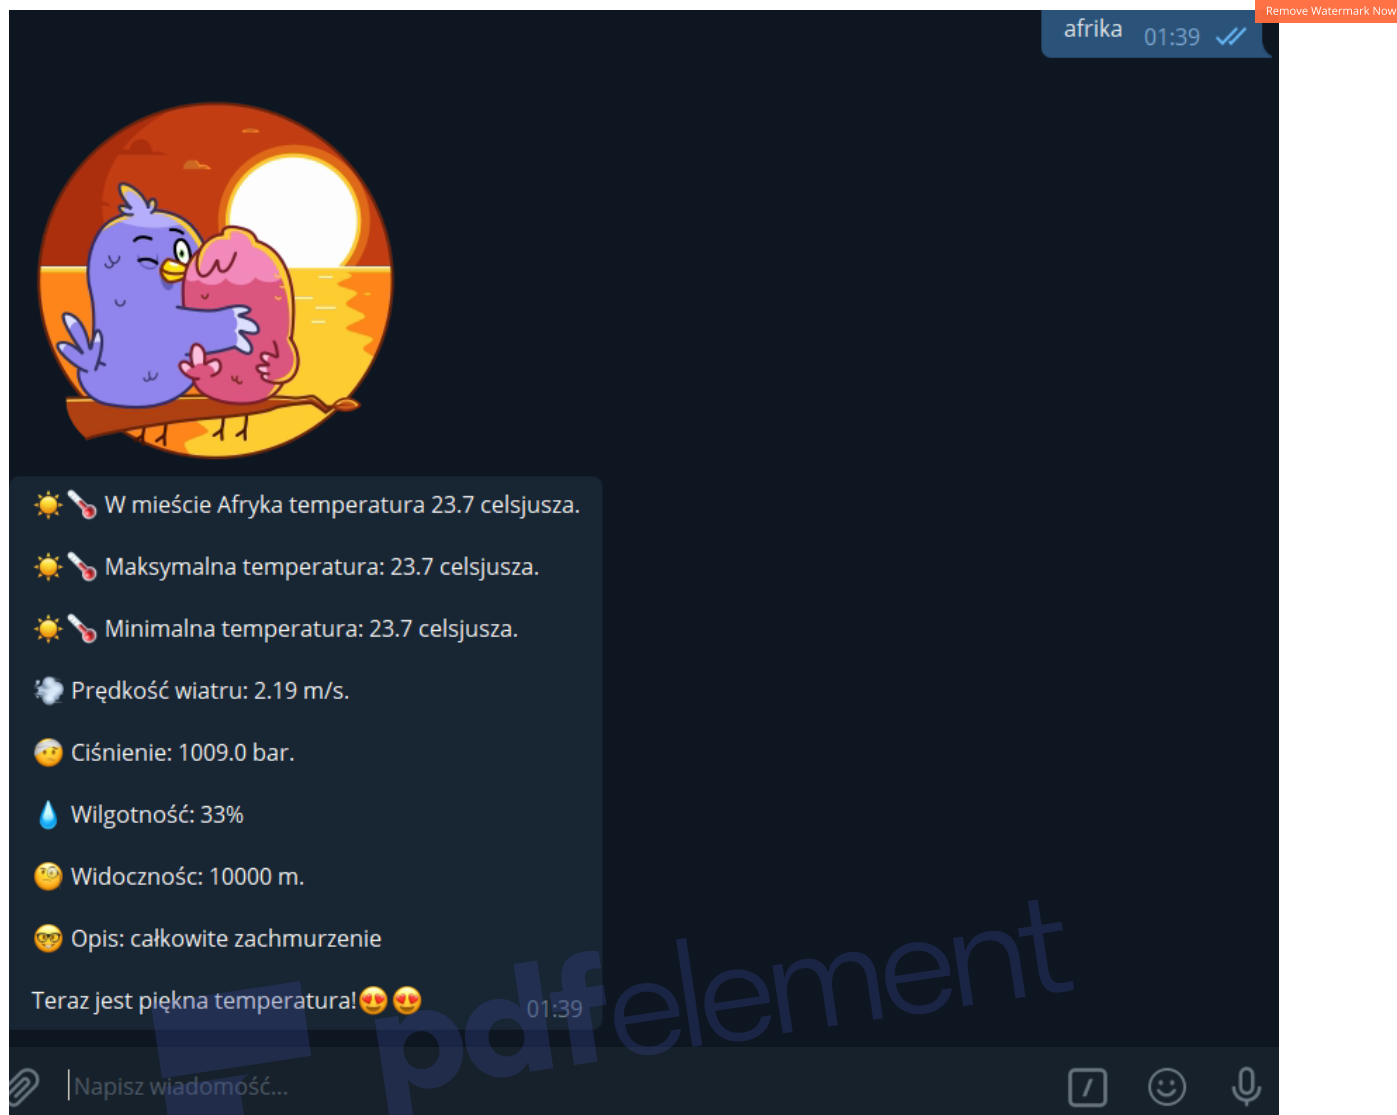 Remove Watermark Now
afrika 01:39
☀️🌡️ W mieście Afryka temperatura 23.7 celsjusza.
☀️🌡️ Maksymalna temperatura: 23.7 celsjusza.
☀️🌡️ Minimalna temperatura: 23.7 celsjusza.
💨 Prędkość wiatru: 2.19 m/s.
🤕 Ciśnienie: 1009.0 bar.
💧 Wilgotność: 33%
🧐 Widocznośc: 10000 m.
🤓 Opis: całkowite zachmurzenie
Teraz jest piękna temperatura!😍😍 01:39
pdfelement
Napisz wiadomość...